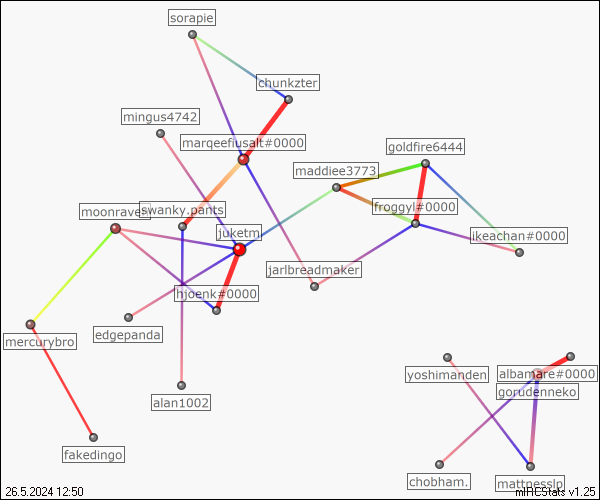 sorapie
chunkzter
mingus4742
marqeeflusalt#0000
goldfire6444
maddiee3773
swanky.pants
froggyl#0000
moonraves
juketm
ikeachan#0000
jarlbreadmaker
hjoenk#0000
edgepanda
mercurybro
yoshimanden
albamare#0000
gorudenneko
alan1002
fakedingo
chobham.
mattnesslp
26.5.2024 12:50
mIRCStats v1.25